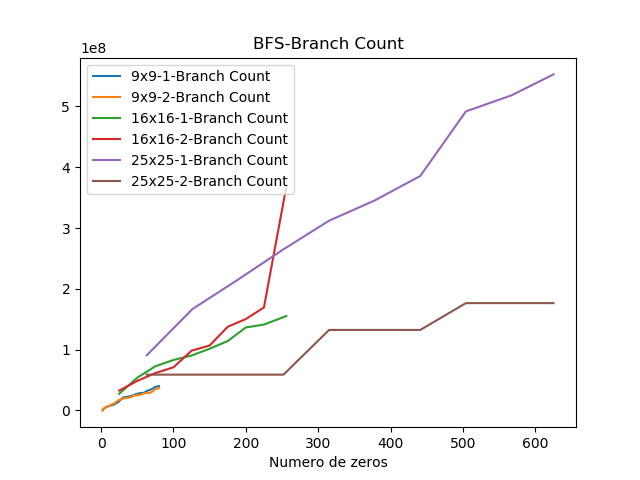 BFS-Branch Count
1e8
9x9-1-Branch Count
9x9-2-Branch Count
16x16-1-Branch Count
16x16-2-Branch Count
25x25-1-Branch Count
25x25-2-Branch Count
5
4
3
2
1
0
0 100 200 300 400 500 600
Numero de zeros